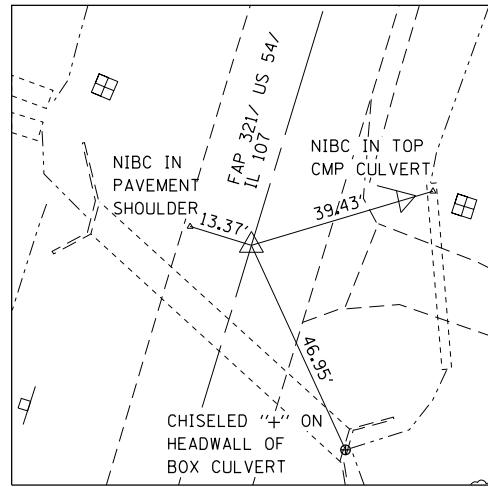 FAP 321/ US 54/
IL 107
NIBC IN
PAVEMENT
SHOULDER
13.37'
NIBC IN TOP
CMP CULVERT
39.43'
46.95'
CHISELED "+" ON
HEADWALL OF
BOX CULVERT